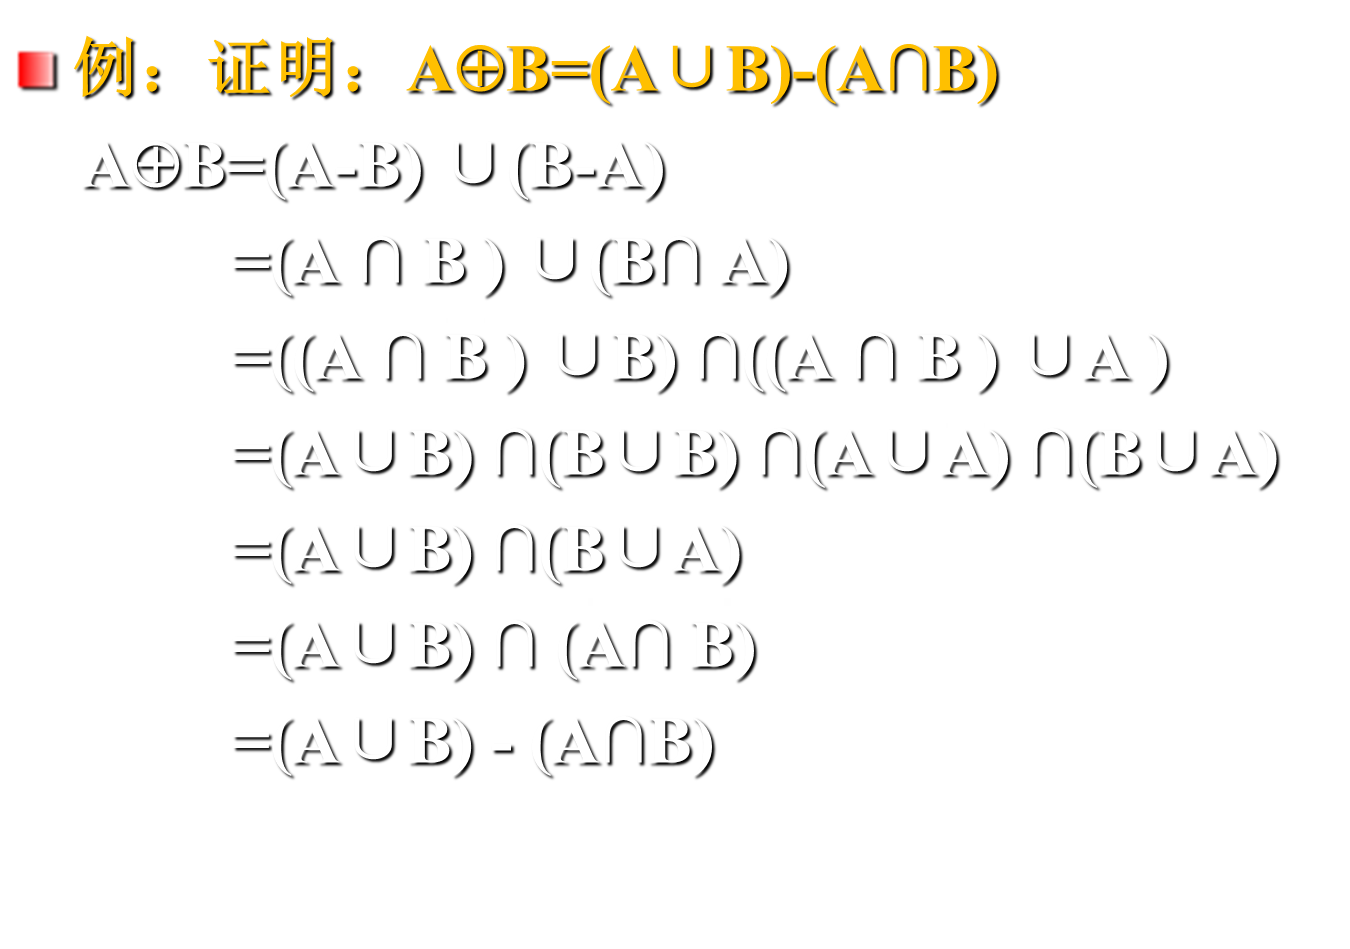 例：证明：A⊕B=(A∪B)-(A∩B)
A⊕B=(A-B) ∪(B-A)
=(A ∩ B ) ∪(B∩ A)
=((A ∩ B ) ∪B) ∩((A ∩ B ) ∪A )
=(A∪B) ∩(B∪B) ∩(A∪A) ∩(B∪A)
=(A∪B) ∩(B∪A)
=(A∪B) ∩ (A∩ B)
=(A∪B) - (A∩B)